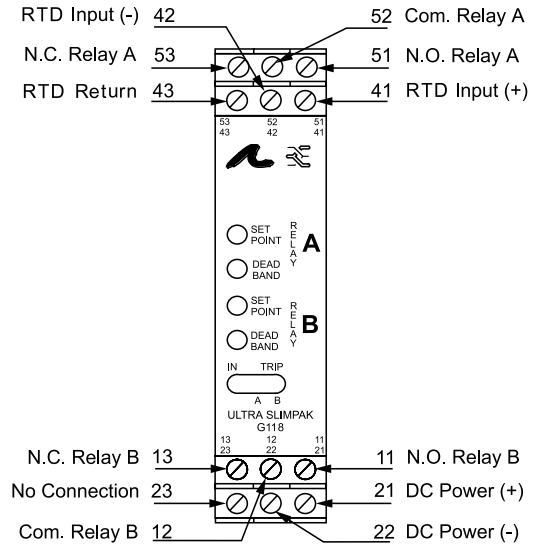 RTD Input (-) 42
52 Com. Relay A
N.C. Relay A 53
51 N.O. Relay A
RTD Return 43
41 RTD Input (+)
53 52 51
43 42 41
SET POINT
DEAD BAND
RELAY
A
SET POINT
DEAD BAND
RELAY
B
IN TRIP
A B
ULTRA SLIMPAK
G118
13 12 11
23 22 21
N.C. Relay B 13
11 N.O. Relay B
No Connection 23
21 DC Power (+)
Com. Relay B 12
22 DC Power (-)